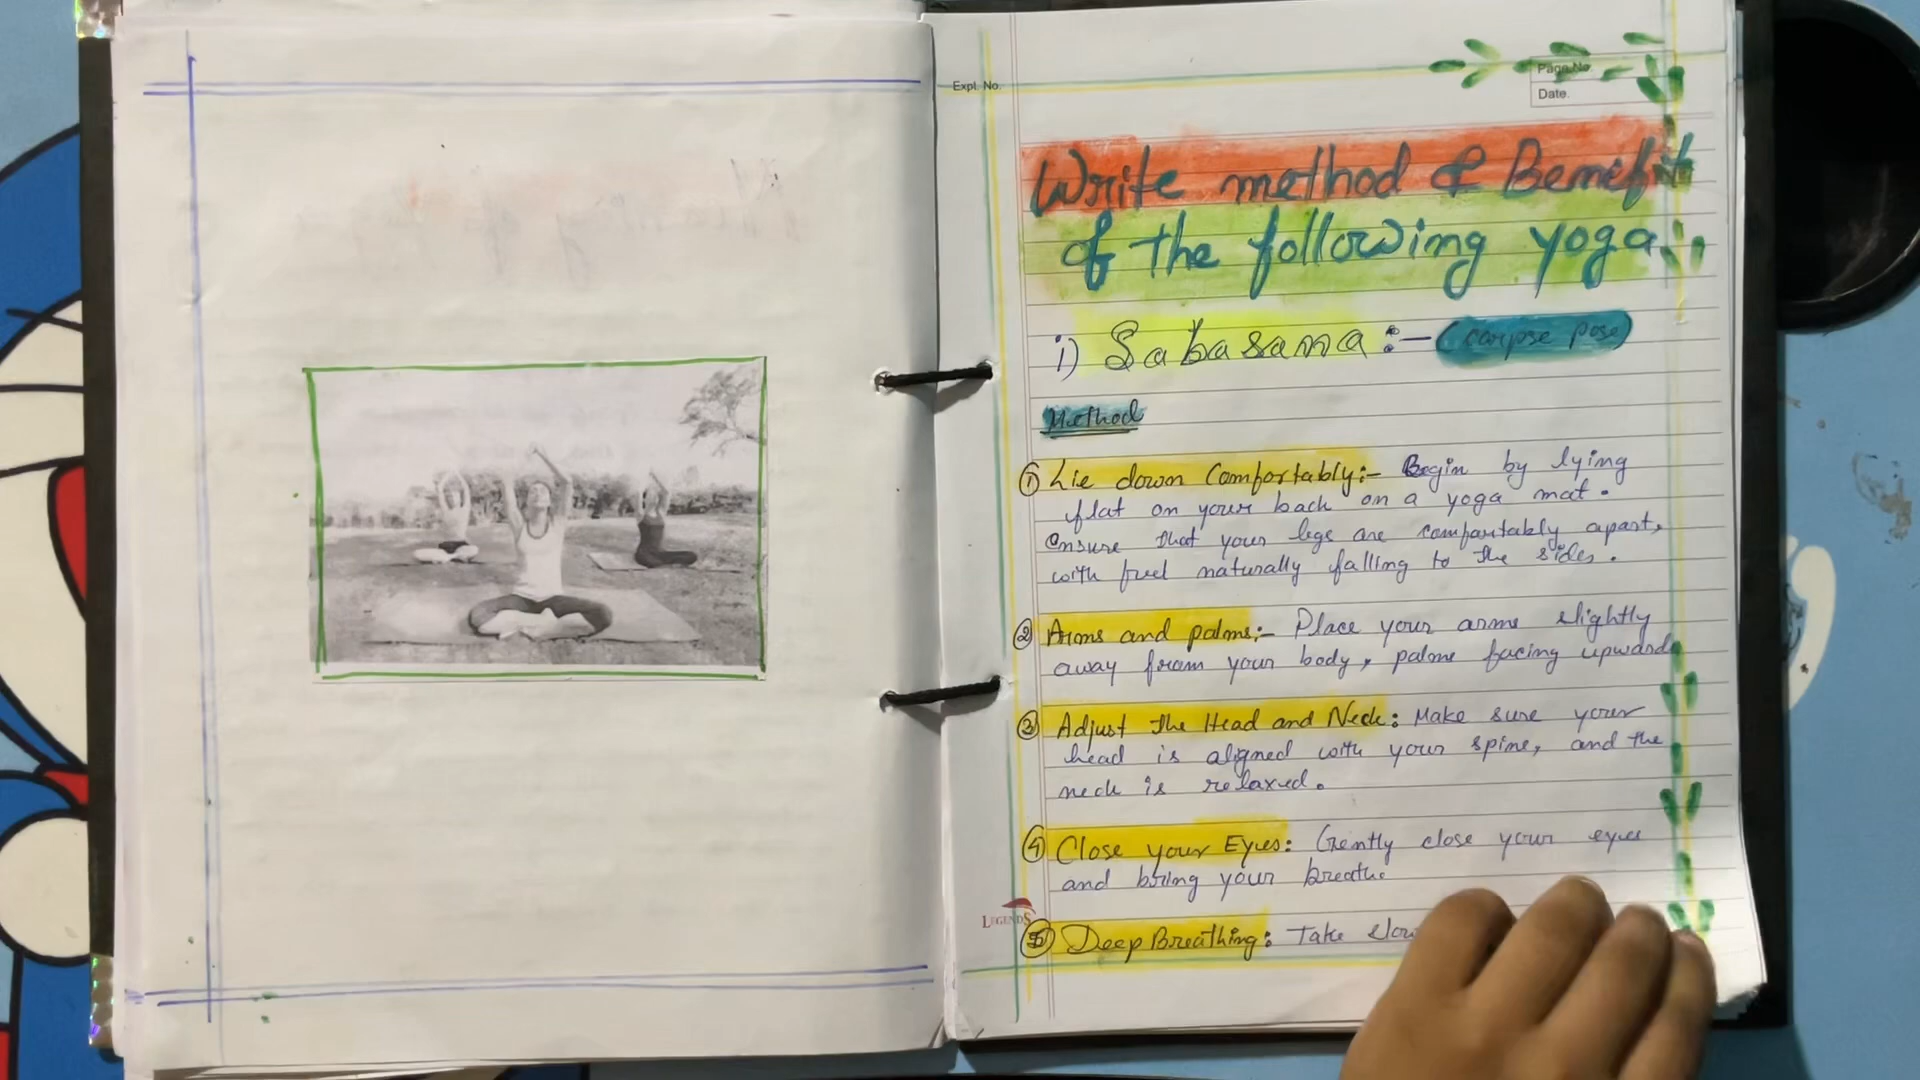 Expl. No.
Page No.
Date.
Write method & Benefit
of the following yoga
i) Sabasana :- (corpse pose)
Method
① Lie down Comfortably:- Begin by lying
flat on your back on a yoga mat.
ensure that your legs are comfortably apart,
with feel naturally falling to the sides.
② Arms and palms:- Place your arms slightly
away from your body, palms facing upwards
③ Adjust the Head and Neck: Make sure your
head is aligned with your spine, and the
neck is relaxed.
④ Close your Eyes: Gently close your eyes
and bring your breathe
LEGENDS
⑤ Deep Breathing: Take slow